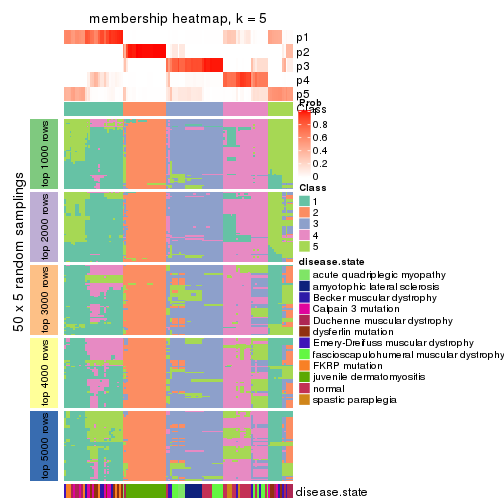 membership heatmap, k = 5
p1
p2
p3
p4
p5
Class
Prob
1
0.8
0.6
0.4
0.2
0
Class
1
2
3
4
5
disease.state
acute quadriplegic myopathy
amyotophic lateral sclerosis
Becker muscular dystrophy
Calpain 3 mutation
Duchenne muscular dystrophy
dysferlin mutation
Emery-Dreifuss muscular dystrophy
fascioscapulohumeral muscular dystrophy
FKRP mutation
juvenile dermatomyositis
normal
spastic paraplegia
50 x 5 random samplings
top 1000 rows
top 2000 rows
top 3000 rows
top 4000 rows
top 5000 rows
disease.state